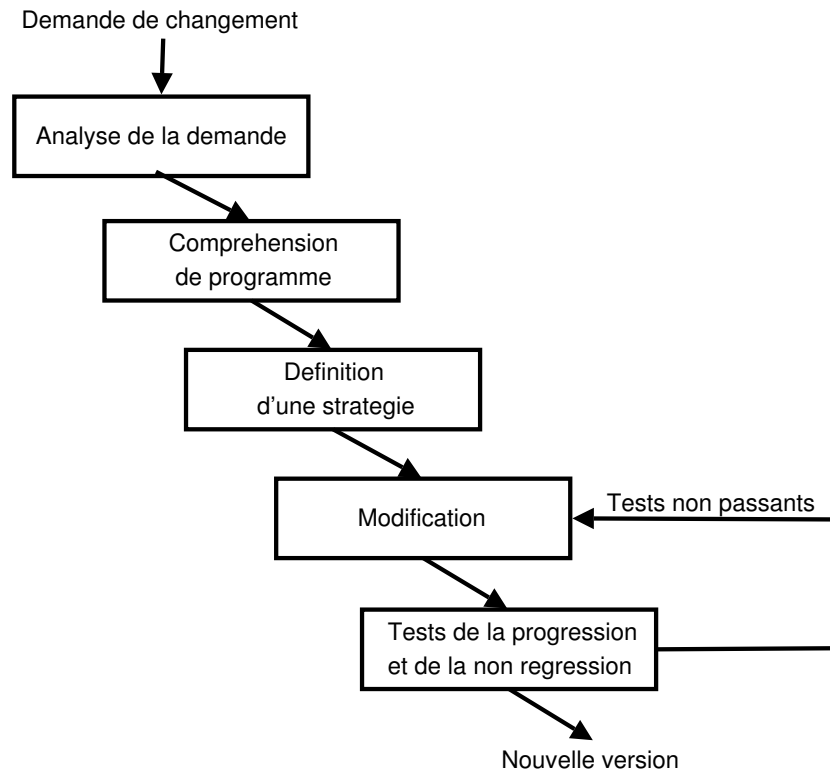 Demande de changement
Analyse de la demande
Comprehension
de programme
Definition
d'une strategie
Modification
Tests non passants
Tests de la progression
et de la non regression
Nouvelle version